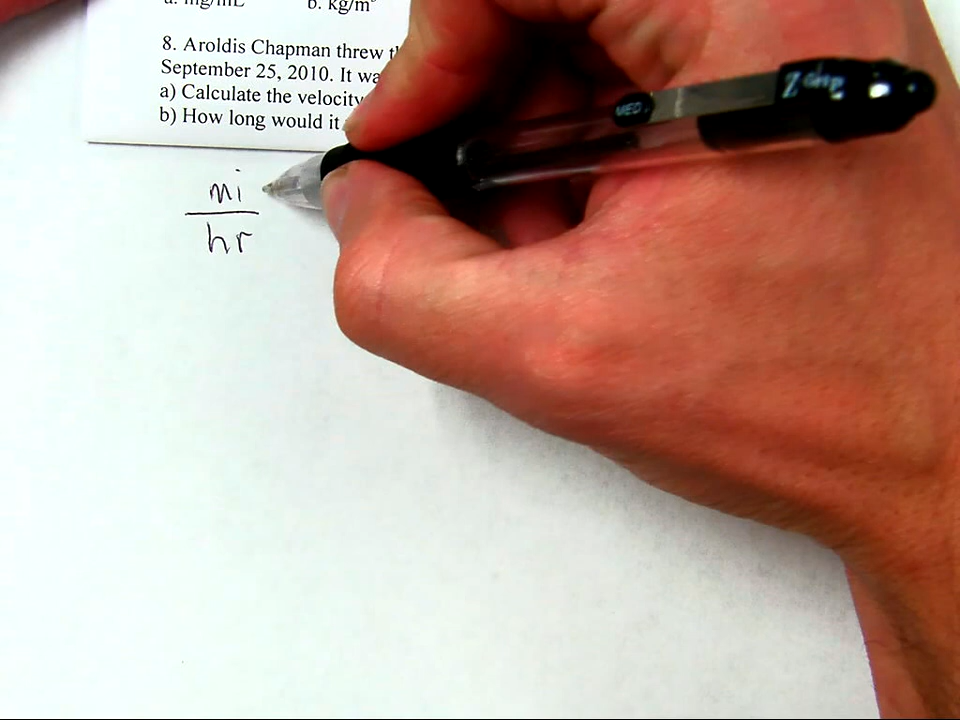 a. mg/mL b. kg/m³
8. Aroldis Chapman threw
September 25, 2010. It
a) Calculate the velocity
b) How long would it
mi
hr
MED.
Z Grip